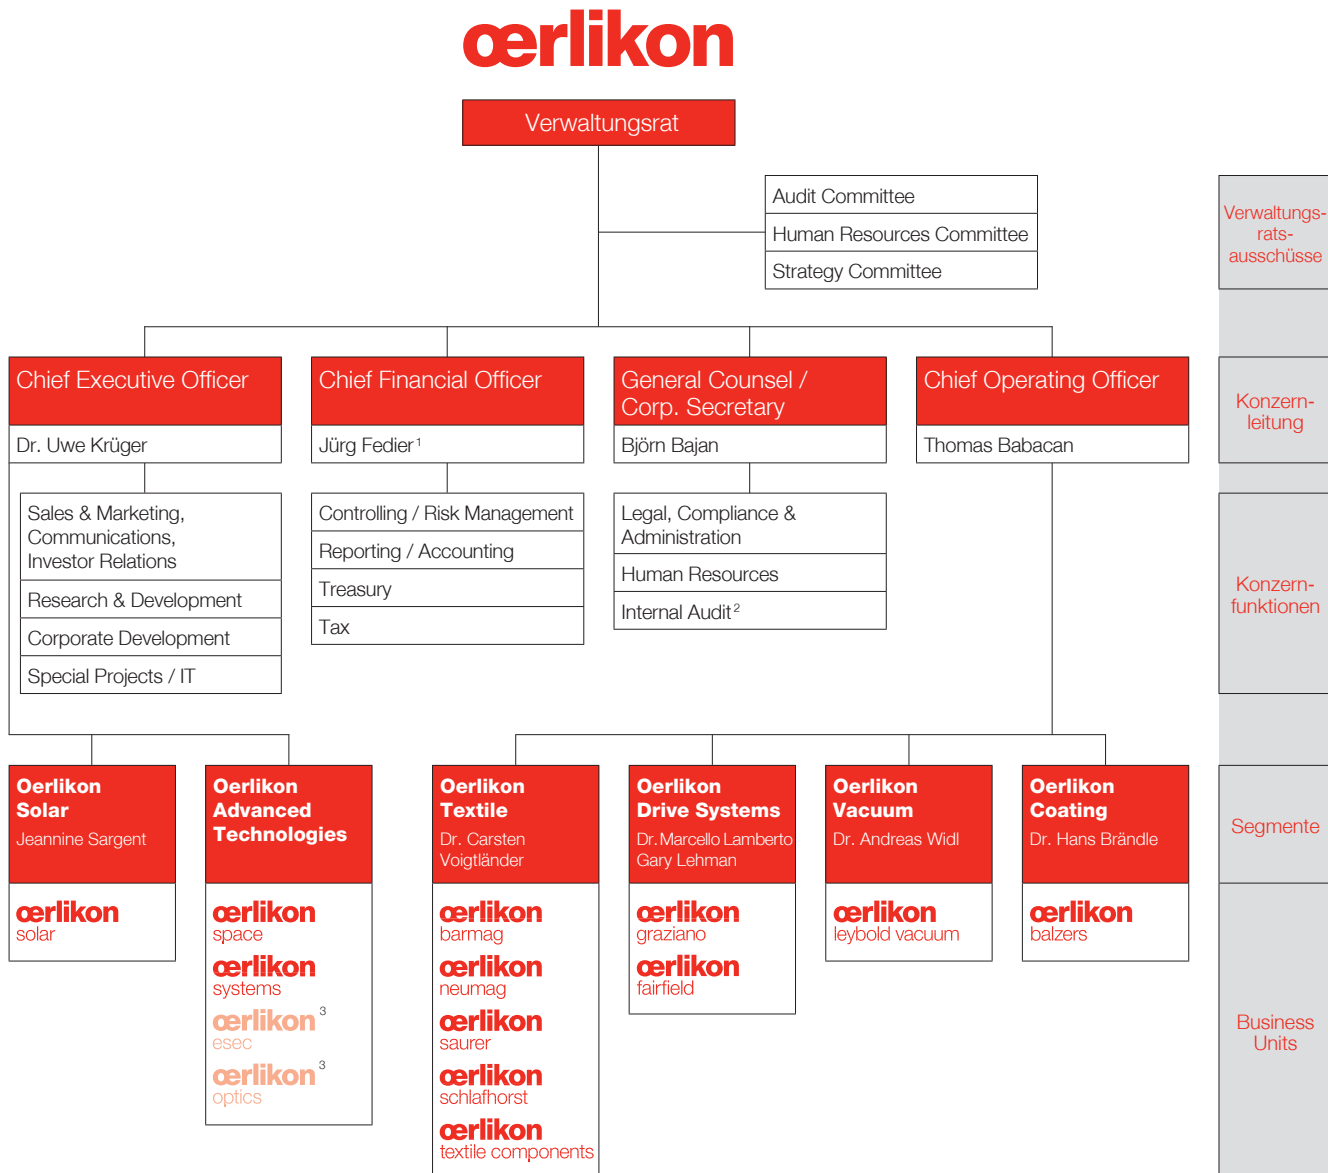 œrlikon
Verwaltungsrat
Audit Committee
Human Resources Committee
Strategy Committee
Verwaltungs-
rats-
ausschüsse
Chief Executive Officer
Dr. Uwe Krüger
Chief Financial Officer
Jürg Fedier 1
General Counsel /
Corp. Secretary
Björn Bajan
Chief Operating Officer
Thomas Babacan
Konzern-
leitung
Sales & Marketing,
Communications,
Investor Relations
Research & Development
Corporate Development
Special Projects / IT
Controlling / Risk Management
Reporting / Accounting
Treasury
Tax
Legal, Compliance &
Administration
Human Resources
Internal Audit 2
Konzern-
funktionen
Oerlikon
Solar
Jeannine Sargent
Oerlikon
Advanced
Technologies
Oerlikon
Textile
Dr. Carsten
Voigtländer
Oerlikon
Drive Systems
Dr. Marcello Lamberto
Gary Lehman
Oerlikon
Vacuum
Dr. Andreas Widl
Oerlikon
Coating
Dr. Hans Brändle
Segmente
œrlikon
solar
œrlikon
space
œrlikon
systems
œrlikon 3
esec
œrlikon 3
optics
œrlikon
barmag
œrlikon
neumag
œrlikon
saurer
œrlikon
schlafhorst
œrlikon
textile components
œrlikon
graziano
œrlikon
fairfield
œrlikon
leybold vacuum
œrlikon
balzers
Business
Units